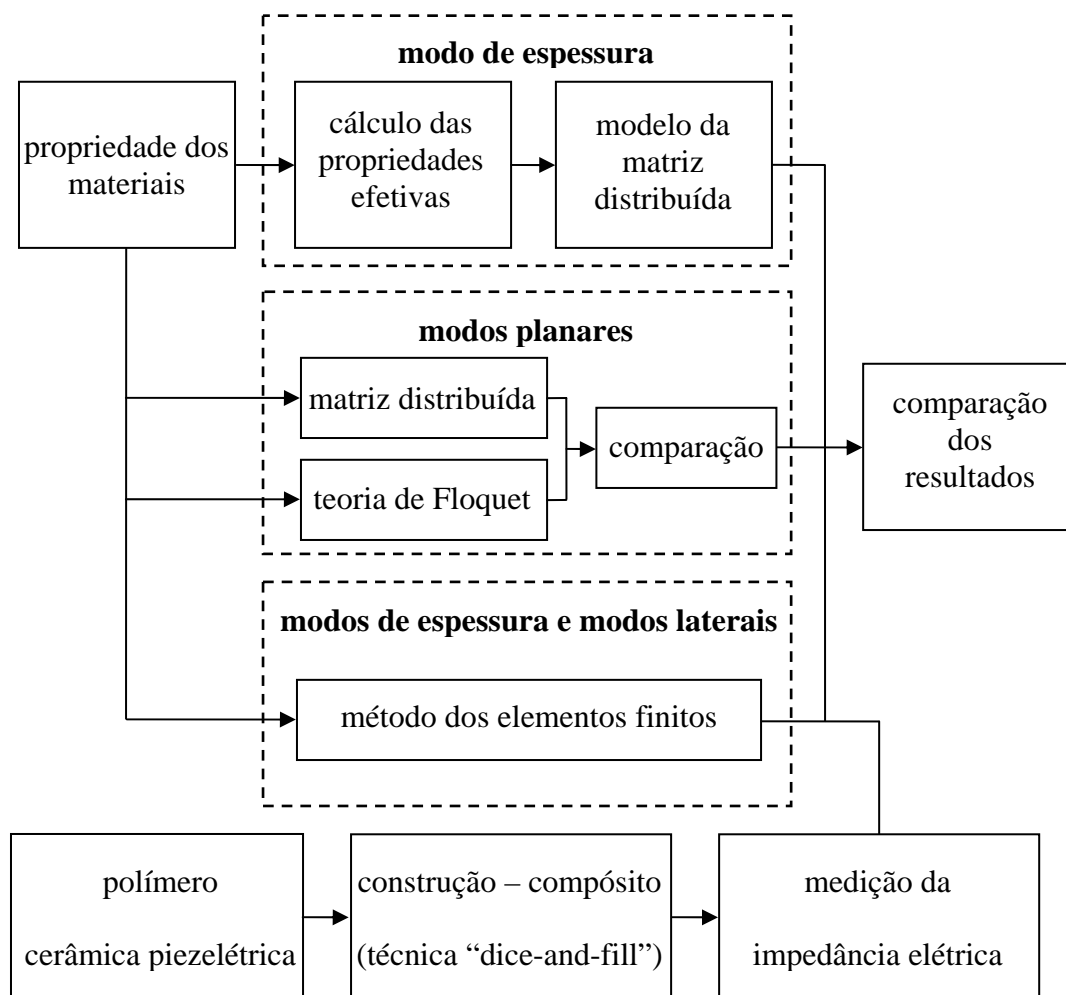 modo de espessura
propriedade dos
materiais
cálculo das
propriedades
efetivas
modelo da
matriz
distribuída
modos planares
matriz distribuída
teoria de Floquet
comparação
comparação
dos
resultados
modos de espessura e modos laterais
método dos elementos finitos
polímero
cerâmica piezelétrica
construção – compósito
(técnica “dice-and-fill”)
medição da
impedância elétrica